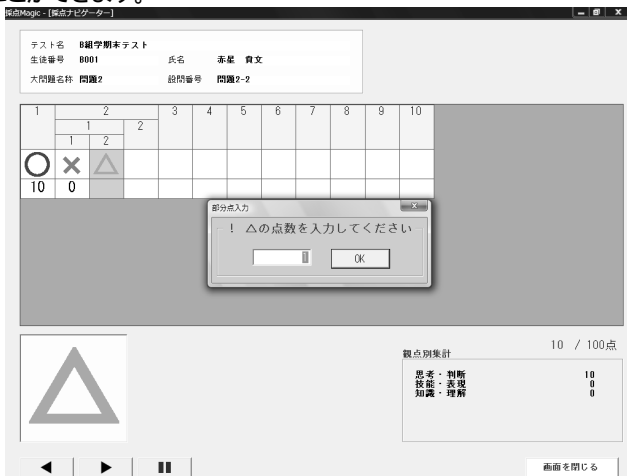 採点Magic - [採点ナビゲーター]
テスト名 B組学期末テスト
生徒番号 B001 氏名 赤星 貴文
大問題名称 問題2 設問番号 問題2-2
1 2 3 4 5 6 7 8 9 10
1 2
1 2
10 0
部分点入力
! △の点数を入力してください
OK
10 / 100点
観点別集計
思考・判断 10
技能・表現 0
知識・理解 0
画面を閉じる